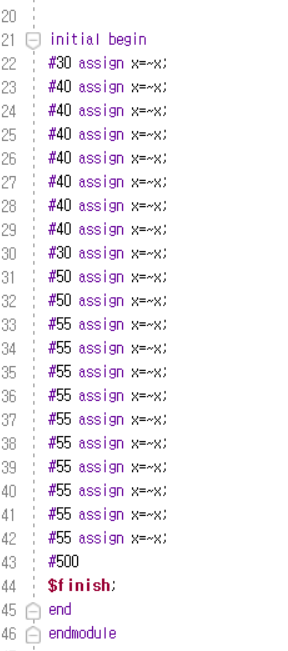 20
21 initial begin
22 #30 assign x=~x;
23 #40 assign x=~x;
24 #40 assign x=~x;
25 #40 assign x=~x;
26 #40 assign x=~x;
27 #40 assign x=~x;
28 #40 assign x=~x;
29 #40 assign x=~x;
30 #30 assign x=~x;
31 #50 assign x=~x;
32 #50 assign x=~x;
33 #55 assign x=~x;
34 #55 assign x=~x;
35 #55 assign x=~x;
36 #55 assign x=~x;
37 #55 assign x=~x;
38 #55 assign x=~x;
39 #55 assign x=~x;
40 #55 assign x=~x;
41 #55 assign x=~x;
42 #55 assign x=~x;
43 #500
44 $finish;
45 end
46 endmodule